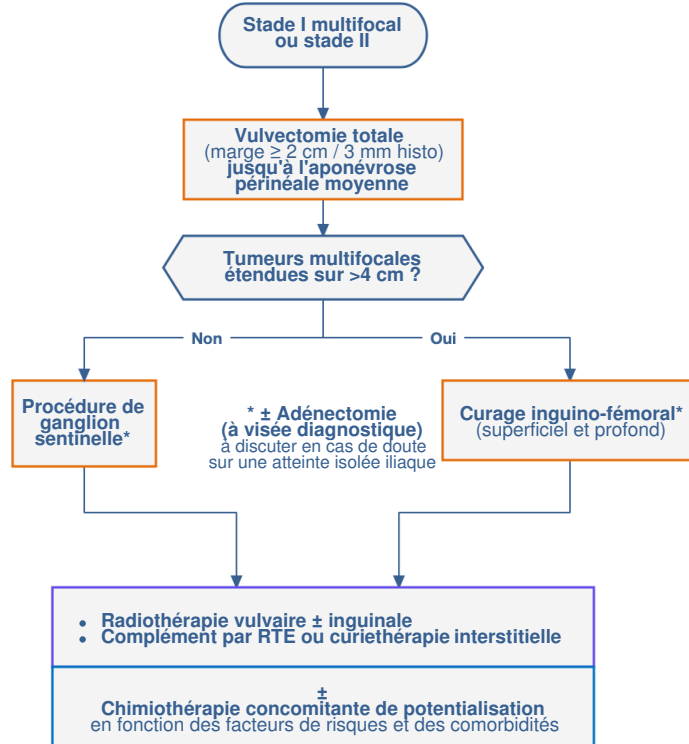 Stade I multifocal
ou stade II
Vulvectomie totale
(marge ≥ 2 cm / 3 mm histo)
jusqu'à l'aponévrose
périnéale moyenne
Tumeurs multifocales
étendues sur >4 cm ?
Non
Oui
Procédure de
ganglion
sentinelle*
* ± Adénectomie
(à visée diagnostique)
à discuter en cas de doute
sur une atteinte isolée iliaque
Curage inguino-fémoral*
(superficiel et profond)
• Radiothérapie vulvaire ± inguinale
• Complément par RTE ou curiethérapie interstitielle
±
Chimiothérapie concomitante de potentialisation
en fonction des facteurs de risques et des comorbidités